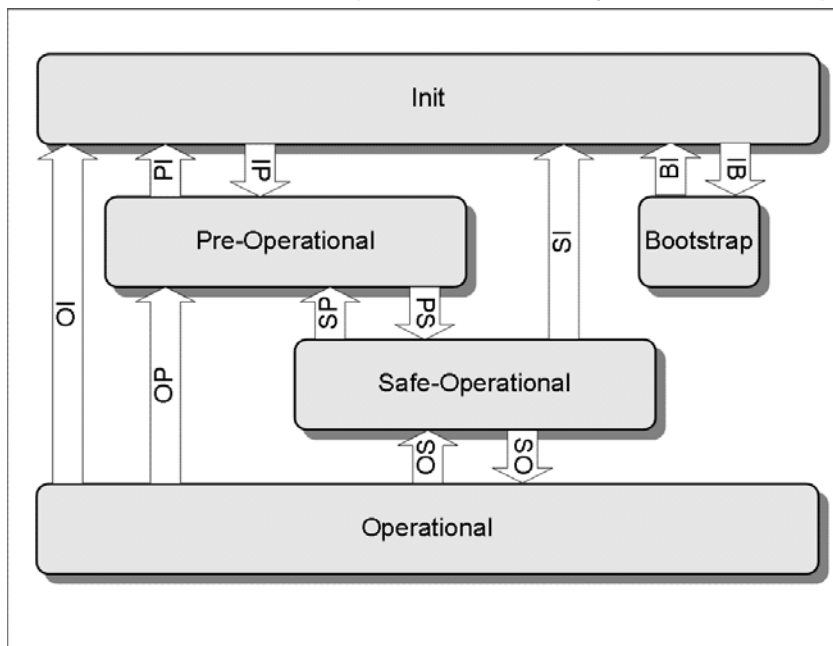 Init
PI
IP
BI
IB
Pre-Operational
SI
Bootstrap
OI
SP
PS
OP
Safe-Operational
OS
SO
Operational